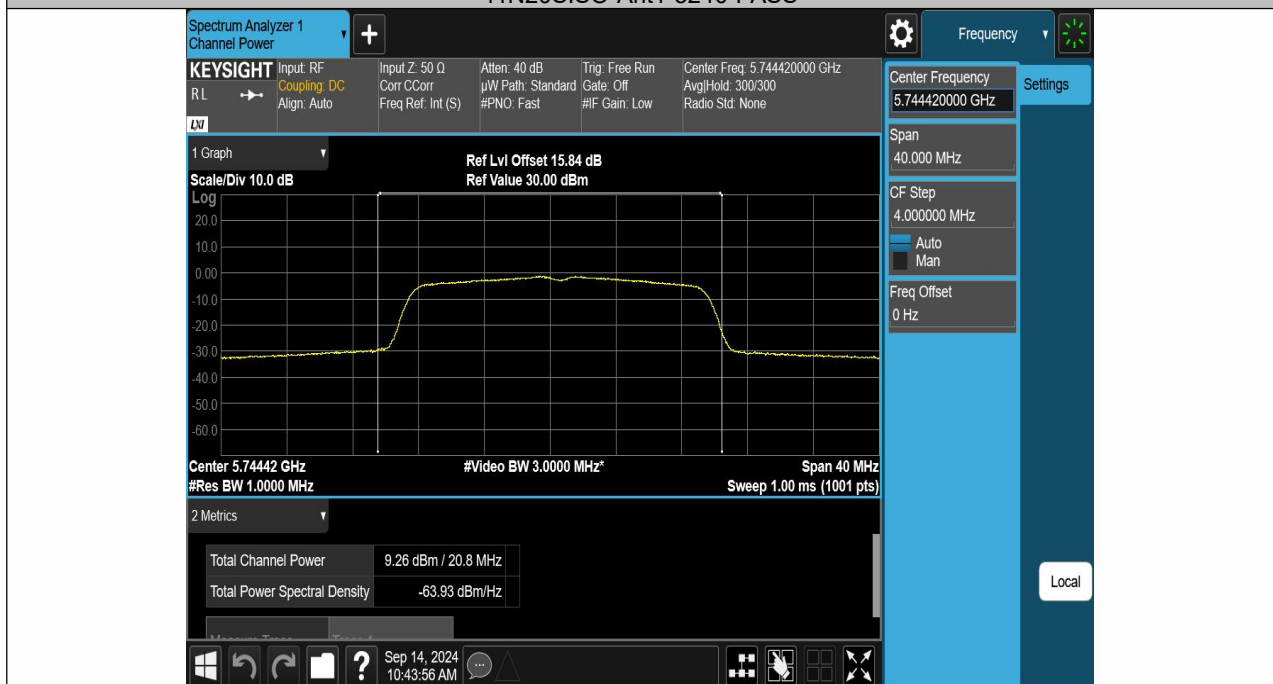 Spectrum Analyzer 1
Channel Power
+
Frequency
KEYSIGHT
RL
LXI
Input: RF
Coupling: DC
Align: Auto
Input Z: 50 Ω
Corr CCorr
Freq Ref: Int (S)
Atten: 40 dB
µW Path: Standard
#PNO: Fast
Trig: Free Run
Gate: Off
#IF Gain: Low
Center Freq: 5.744420000 GHz
Avg|Hold: 300/300
Radio Std: None
Center Frequency
5.744420000 GHz
Settings
Span
40.000 MHz
CF Step
4.000000 MHz
Auto
Man
Freq Offset
0 Hz
1 Graph
Scale/Div 10.0 dB
Ref Lvl Offset 15.84 dB
Ref Value 30.00 dBm
Log
20.0
10.0
0.00
-10.0
-20.0
-30.0
-40.0
-50.0
-60.0
Center 5.74442 GHz
#Res BW 1.0000 MHz
#Video BW 3.0000 MHz*
Span 40 MHz
Sweep 1.00 ms (1001 pts)
2 Metrics
Total Channel Power 9.26 dBm / 20.8 MHz
Total Power Spectral Density -63.93 dBm/Hz
Local
?
Sep 14, 2024
10:43:56 AM